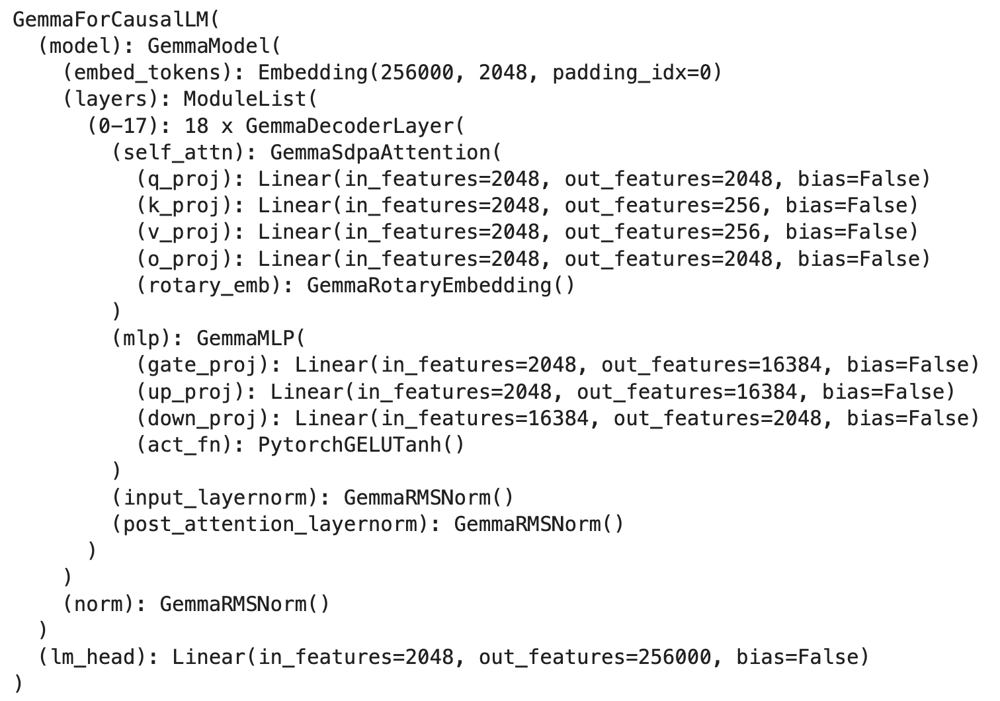 GemmaForCausalLM(
  (model): GemmaModel(
    (embed_tokens): Embedding(256000, 2048, padding_idx=0)
    (layers): ModuleList(
      (0-17): 18 x GemmaDecoderLayer(
        (self_attn): GemmaSdpaAttention(
          (q_proj): Linear(in_features=2048, out_features=2048, bias=False)
          (k_proj): Linear(in_features=2048, out_features=256, bias=False)
          (v_proj): Linear(in_features=2048, out_features=256, bias=False)
          (o_proj): Linear(in_features=2048, out_features=2048, bias=False)
          (rotary_emb): GemmaRotaryEmbedding()
        )
        (mlp): GemmaMLP(
          (gate_proj): Linear(in_features=2048, out_features=16384, bias=False)
          (up_proj): Linear(in_features=2048, out_features=16384, bias=False)
          (down_proj): Linear(in_features=16384, out_features=2048, bias=False)
          (act_fn): PytorchGELUTanh()
        )
        (input_layernorm): GemmaRMSNorm()
        (post_attention_layernorm): GemmaRMSNorm()
      )
    )
    (norm): GemmaRMSNorm()
  )
  (lm_head): Linear(in_features=2048, out_features=256000, bias=False)
)